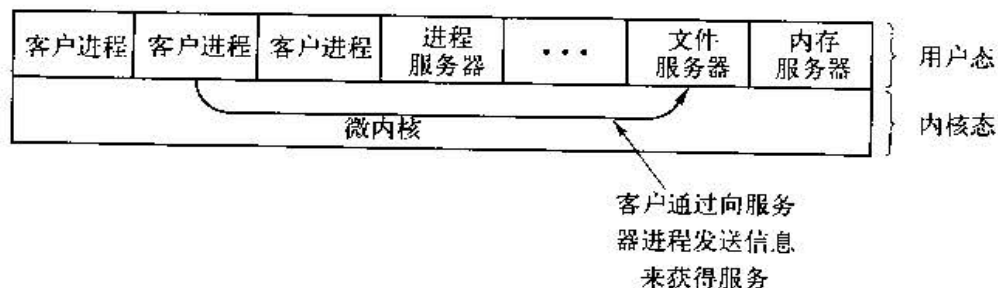 客户进程
客户进程
客户进程
进程
服务器
...
文件
服务器
内存
服务器
用户态
微内核
内核态
客户通过向服务
器进程发送信息
来获得服务